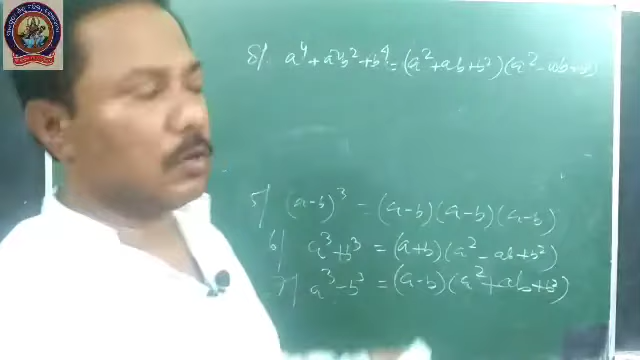 8) a⁴ + a²b² + b⁴ = (a² + ab + b²) (a² - ab + b²)
5) (a-b)³ = (a-b) (a-b) (a-b)
6) a³ + b³ = (a+b) (a² - ab + b²)
7) a³ - b³ = (a-b) (a² + ab + b²)